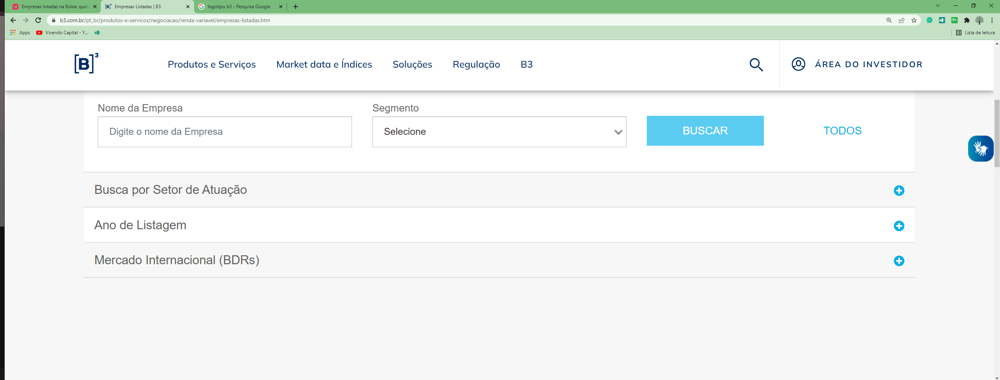 Empresas listadas na Bolsa: quais
Empresas Listadas | B3
logotipo b3 - Pesquisa Google
b3.com.br/pt_br/produtos-e-servicos/negociacao/renda-variavel/empresas-listadas.htm
Pr
Apps
Vivendo Capital - Y...
Lista de leitura
[B]³
Produtos e Serviços
Market data e Índices
Soluções
Regulação
B3
ÁREA DO INVESTIDOR
Nome da Empresa
Segmento
Digite o nome da Empresa
Selecione
BUSCAR
TODOS
Busca por Setor de Atuação
Ano de Listagem
Mercado Internacional (BDRs)